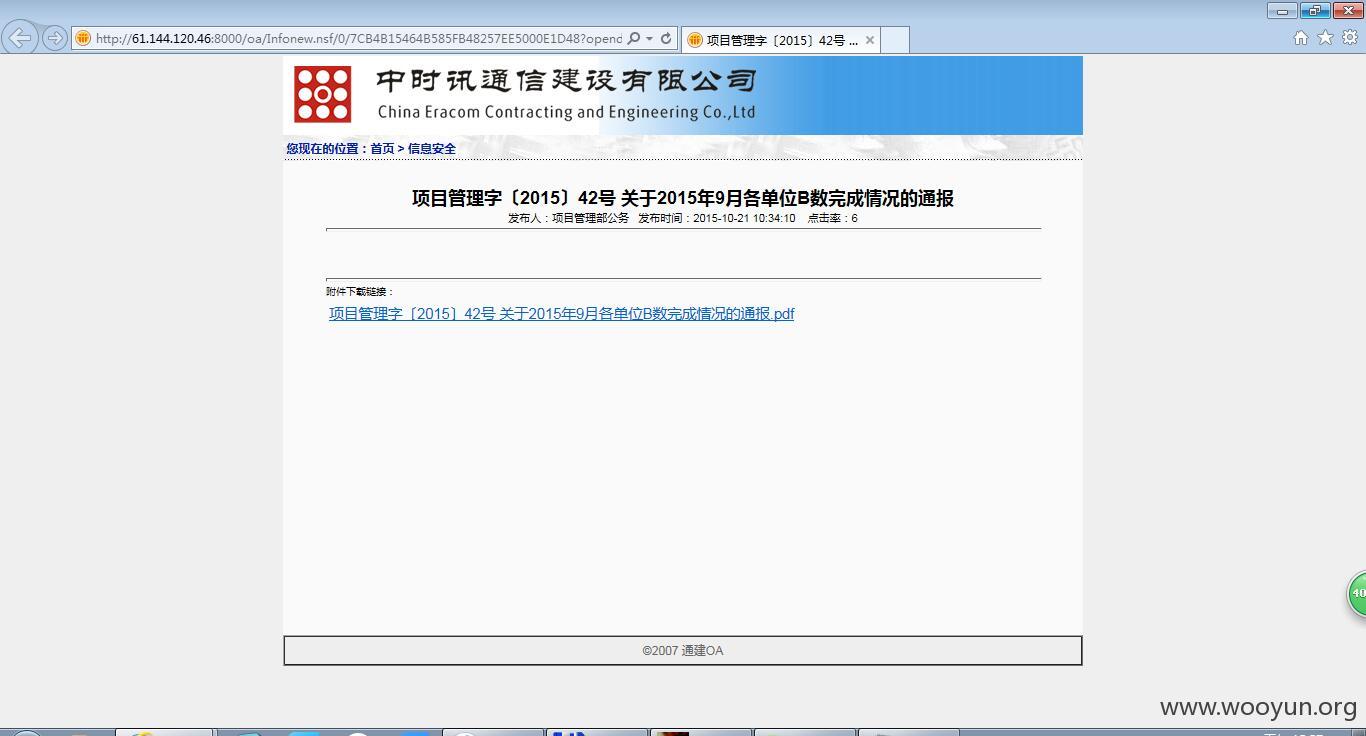 http://61.144.120.46:8000/oa/Infonew.nsf/0/7CB4B15464B585FB48257EE5000E1D48?opend
项目管理字〔2015〕42号 ...
中时讯通信建设有限公司
China Eracom Contracting and Engineering Co.,Ltd
您现在的位置：首页 > 信息安全
项目管理字〔2015〕42号 关于2015年9月各单位B数完成情况的通报
发布人：项目管理部公务 发布时间：2015-10-21 10:34:10 点击率：6
附件下载链接：
项目管理字〔2015〕42号 关于2015年9月各单位B数完成情况的通报.pdf
40
©2007 通建OA
www.wooyun.org